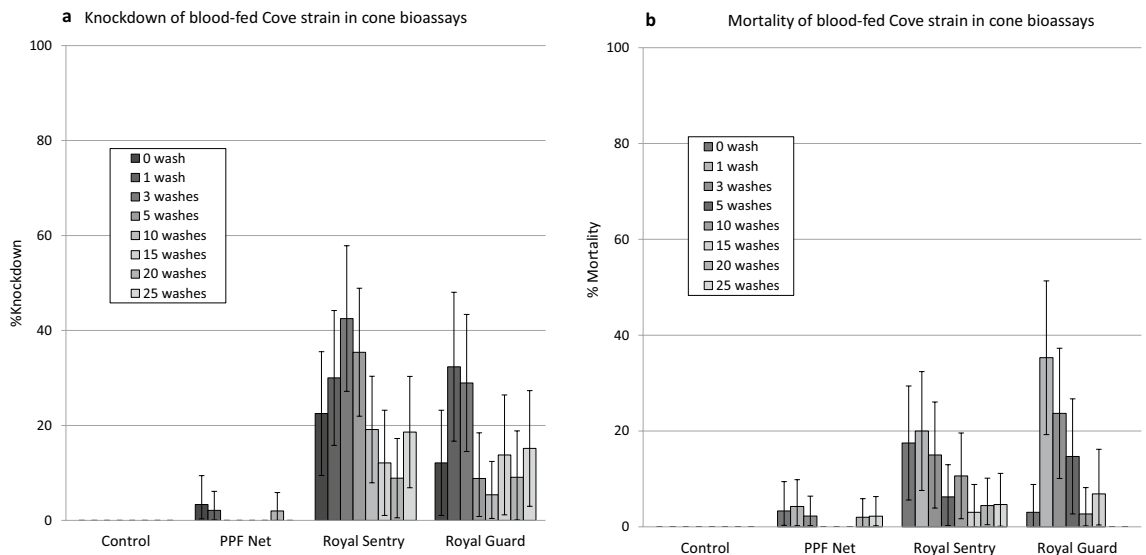 a Knockdown of blood-fed Cove strain in cone bioassays
100
80
60
40
20
0
%Knockdown
0 wash
1 wash
3 washes
5 washes
10 washes
15 washes
20 washes
25 washes
Control PPF Net Royal Sentry Royal Guard
b Mortality of blood-fed Cove strain in cone bioassays
100
80
60
40
20
0
% Mortality
0 wash
1 wash
3 washes
5 washes
10 washes
15 washes
20 washes
25 washes
Control PPF Net Royal Sentry Royal Guard